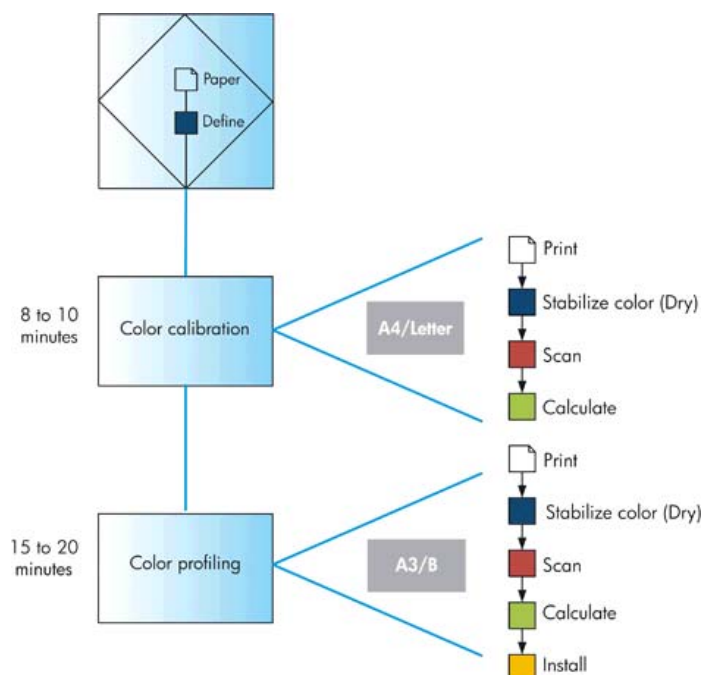 Paper
Define
8 to 10
minutes
Color calibration
A4/Letter
Print
Stabilize color (Dry)
Scan
Calculate
15 to 20
minutes
Color profiling
A3/B
Print
Stabilize color (Dry)
Scan
Calculate
Install